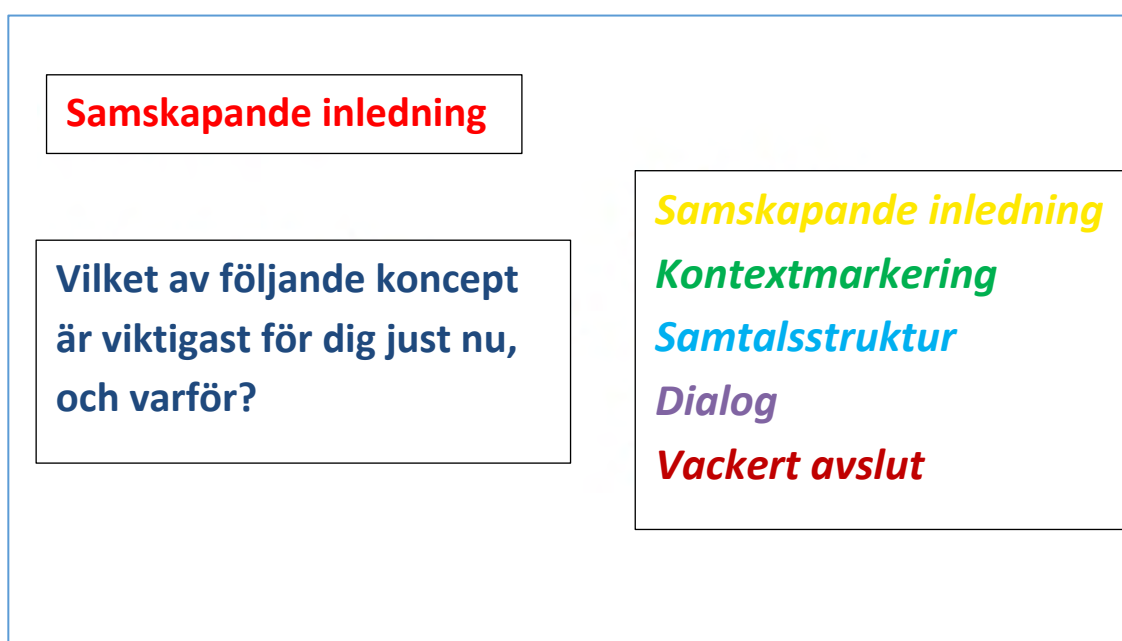 Samskapande inledning
Vilket av följande koncept
är viktigast för dig just nu,
och varför?
Samskapande inledning
Kontextmarkering
Samtalsstruktur
Dialog
Vackert avslut